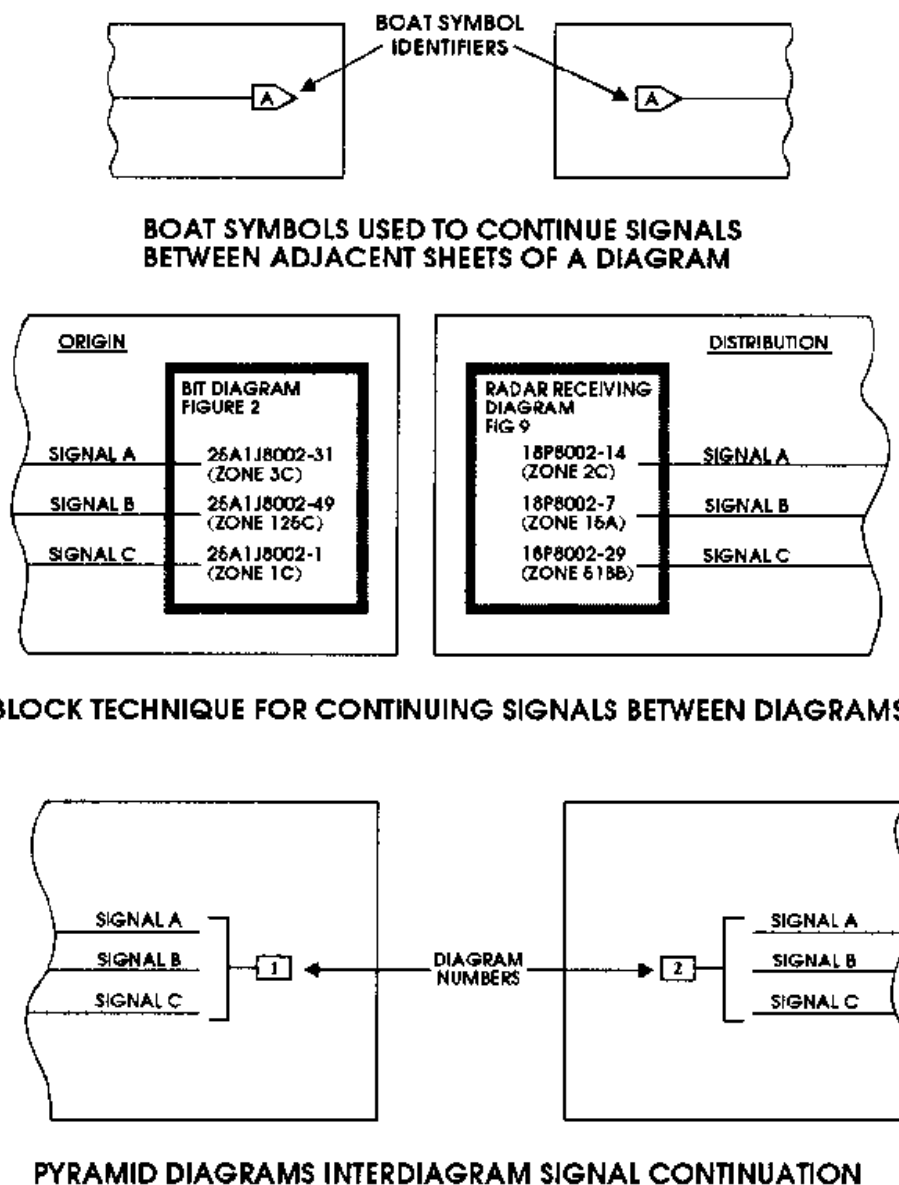 BOAT SYMBOL
IDENTIFIERS
A
A
BOAT SYMBOLS USED TO CONTINUE SIGNALS
BETWEEN ADJACENT SHEETS OF A DIAGRAM
ORIGIN
BIT DIAGRAM
FIGURE 2
SIGNAL A
25A1J8002-31
(ZONE 3C)
SIGNAL B
25A1J8002-49
(ZONE 125C)
SIGNAL C
25A1J8002-1
(ZONE 1C)
DISTRIBUTION
RADAR RECEIVING
DIAGRAM
FIG 9
18P8002-14
(ZONE 2C)
SIGNAL A
18P8002-7
(ZONE 15A)
SIGNAL B
18P8002-29
(ZONE 51BB)
SIGNAL C
BLOCK TECHNIQUE FOR CONTINUING SIGNALS BETWEEN DIAGRAMS
SIGNAL A
SIGNAL B
SIGNAL C
1
DIAGRAM
NUMBERS
2
SIGNAL A
SIGNAL B
SIGNAL C
PYRAMID DIAGRAMS INTERDIAGRAM SIGNAL CONTINUATION